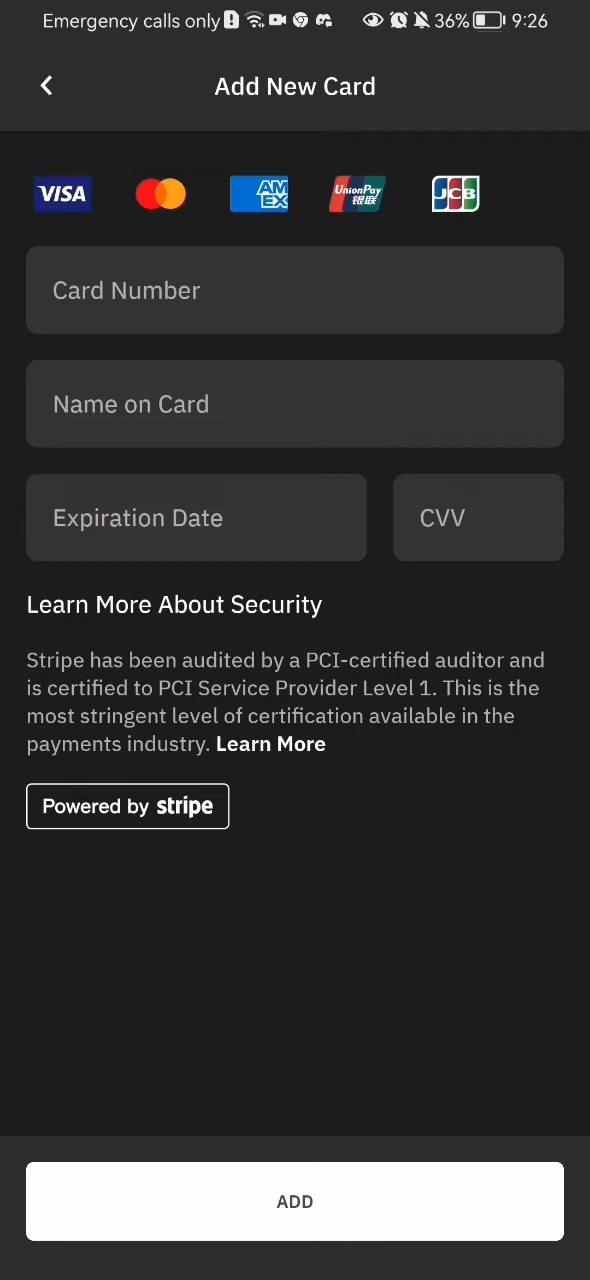 Emergency calls only 36% 9:26
Add New Card
VISA AMEX UnionPay 银联 JCB
Card Number
Name on Card
Expiration Date CVV
Learn More About Security
Stripe has been audited by a PCI-certified auditor and
is certified to PCI Service Provider Level 1. This is the
most stringent level of certification available in the
payments industry. Learn More
Powered by stripe
ADD